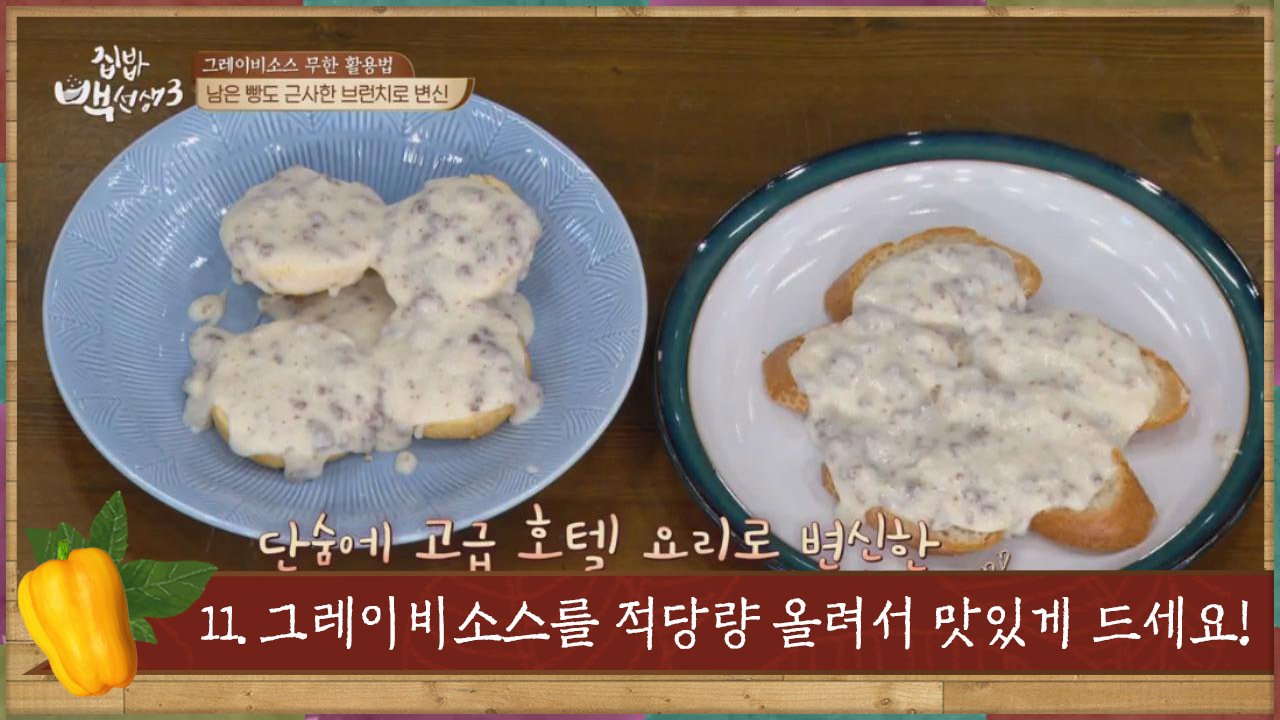 집밥
백선생3
그레이비소스 무한 활용법
남은 빵도 근사한 브런치로 변신
단숨에 고급 호텔 요리로 변신한
11. 그레이비소스를 적당량 올려서 맛있게 드세요!